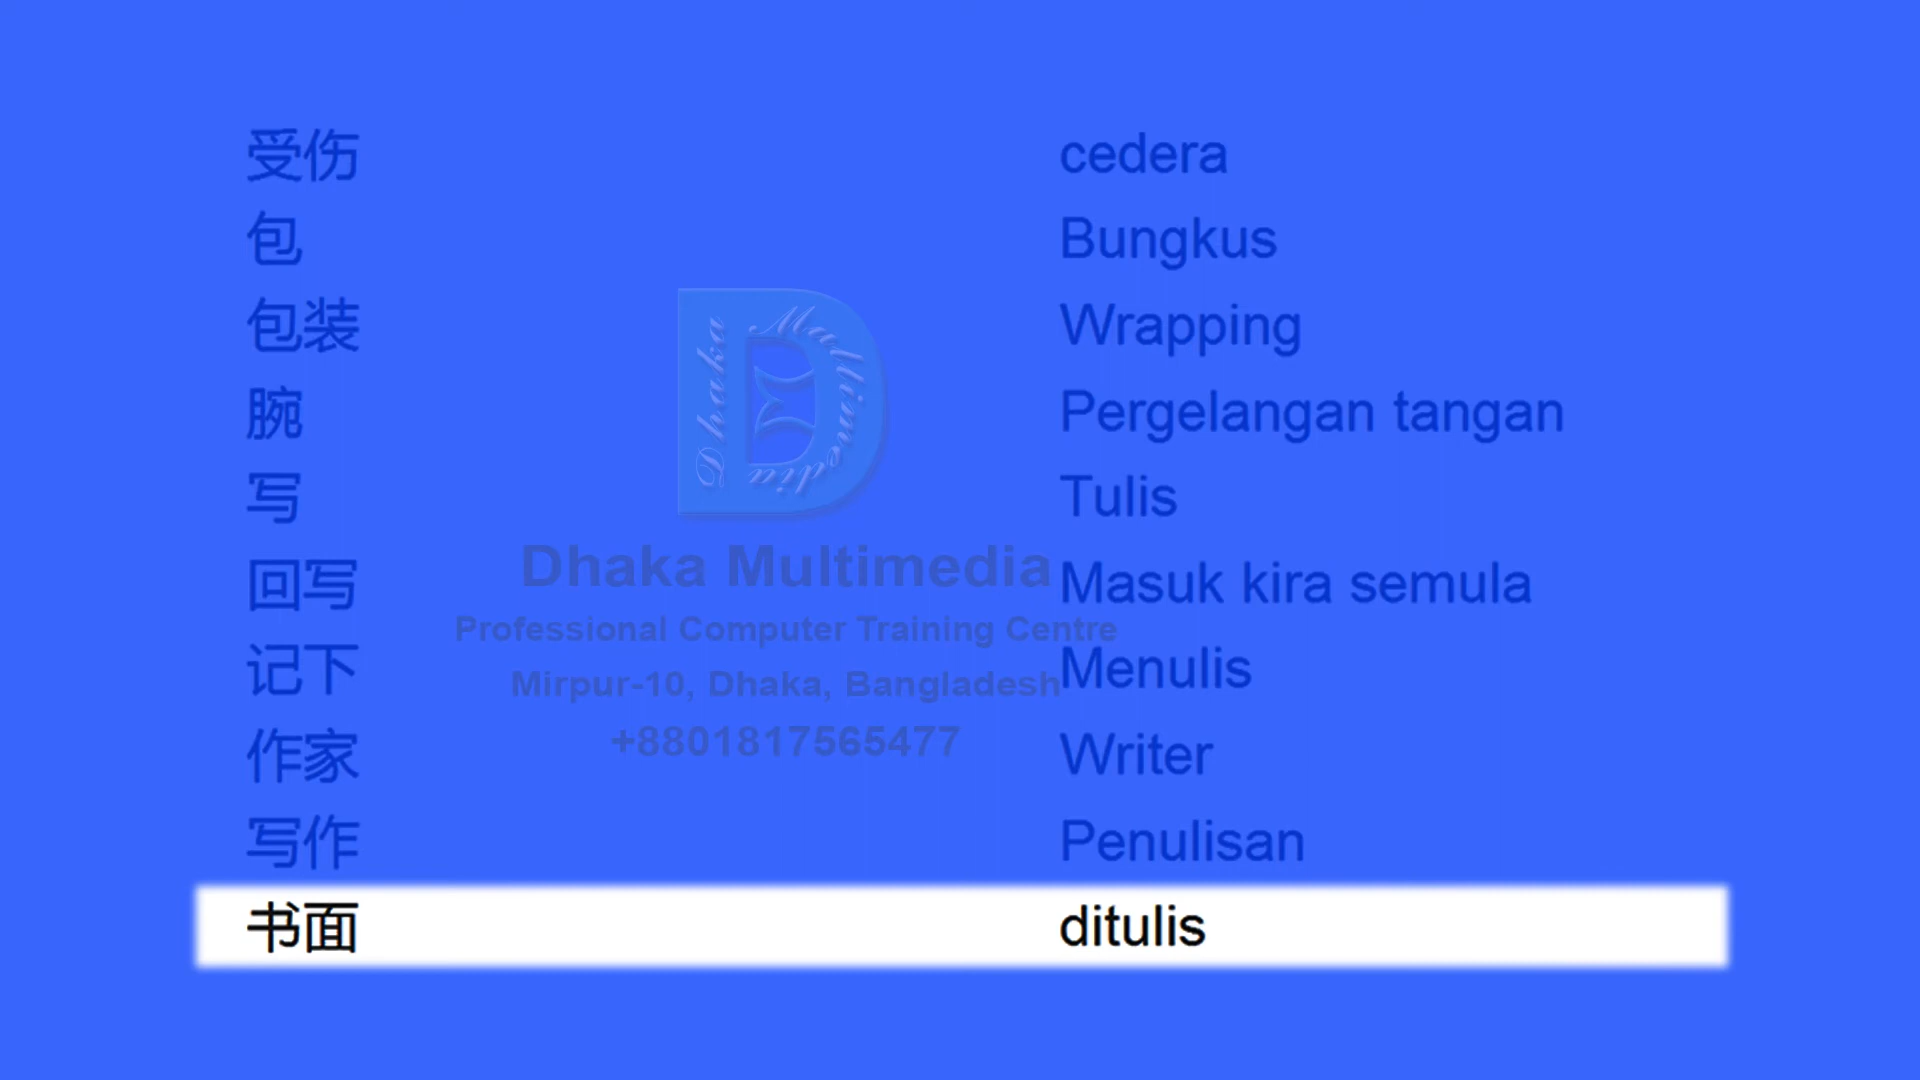 受伤 cedera
包 Bungkus
包装 Wrapping
腕 Pergelangan tangan
写 Tulis
回写 Masuk kira semula
记下 Menulis
作家 Writer
写作 Penulisan
书面 ditulis
Dhaka Multimedia
Dhaka Multimedia
Professional Computer Training Centre
Mirpur-10, Dhaka, Bangladesh
+8801817565477